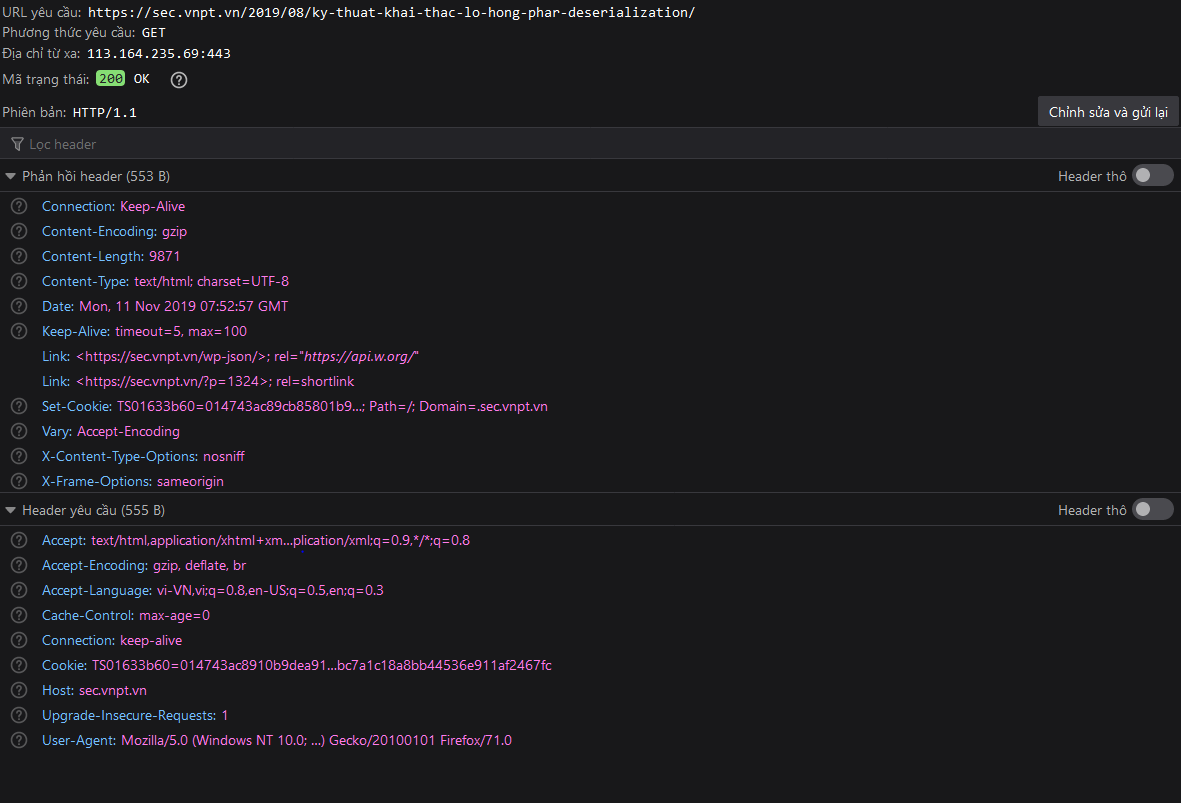 URL yêu cầu: https://sec.vnpt.vn/2019/08/ky-thuat-khai-thac-lo-hong-phar-deserialization/
Phương thức yêu cầu: GET
Địa chỉ từ xa: 113.164.235.69:443
Mã trạng thái: 200 OK ?
Phiên bản: HTTP/1.1 Chỉnh sửa và gửi lại
Lọc header
Phản hồi header (553 B) Header thô
? Connection: Keep-Alive
? Content-Encoding: gzip
? Content-Length: 9871
? Content-Type: text/html; charset=UTF-8
? Date: Mon, 11 Nov 2019 07:52:57 GMT
? Keep-Alive: timeout=5, max=100
Link: <https://sec.vnpt.vn/wp-json/>; rel="https://api.w.org/"
Link: <https://sec.vnpt.vn/?p=1324>; rel=shortlink
? Set-Cookie: TS01633b60=014743ac89cb85801b9...; Path=/; Domain=.sec.vnpt.vn
? Vary: Accept-Encoding
? X-Content-Type-Options: nosniff
? X-Frame-Options: sameorigin
Header yêu cầu (555 B) Header thô
? Accept: text/html,application/xhtml+xm...plication/xml;q=0.9,*/*;q=0.8
? Accept-Encoding: gzip, deflate, br
? Accept-Language: vi-VN,vi;q=0.8,en-US;q=0.5,en;q=0.3
? Cache-Control: max-age=0
? Connection: keep-alive
? Cookie: TS01633b60=014743ac8910b9dea91...bc7a1c18a8bb44536e911af2467fc
? Host: sec.vnpt.vn
? Upgrade-Insecure-Requests: 1
? User-Agent: Mozilla/5.0 (Windows NT 10.0; ...) Gecko/20100101 Firefox/71.0